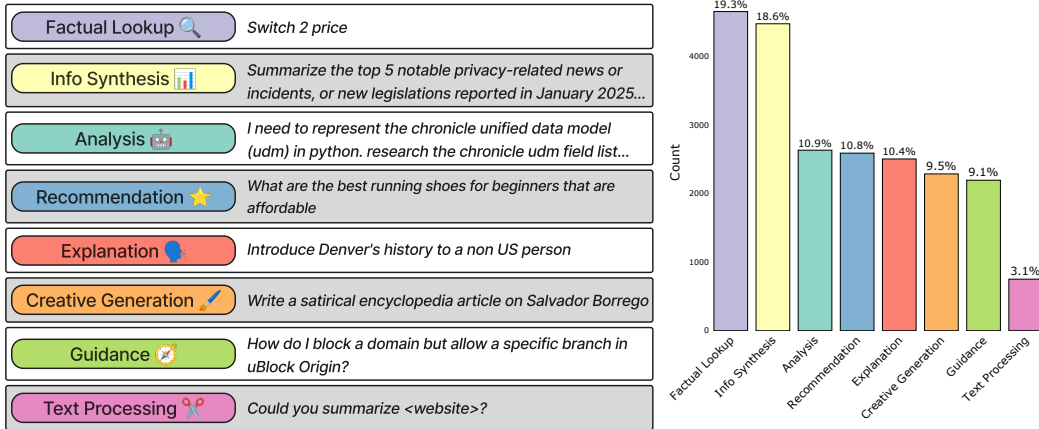 Factual Lookup 🔍
Switch 2 price
Info Synthesis 📊
Summarize the top 5 notable privacy-related news or
incidents, or new legislations reported in January 2025...
Analysis 🤖
I need to represent the chronicle unified data model
(udm) in python. research the chronicle udm field list...
Recommendation ⭐
What are the best running shoes for beginners that are
affordable
Explanation 🗣️
Introduce Denver's history to a non US person
Creative Generation 🖌️
Write a satirical encyclopedia article on Salvador Borrego
Guidance 🧭
How do I block a domain but allow a specific branch in
uBlock Origin?
Text Processing ✂️
Could you summarize <website>?
Count
4000
3000
2000
1000
0
19.3%
18.6%
10.9%
10.8%
10.4%
9.5%
9.1%
3.1%
Factual Lookup
Info Synthesis
Analysis
Recommendation
Explanation
Creative Generation
Guidance
Text Processing